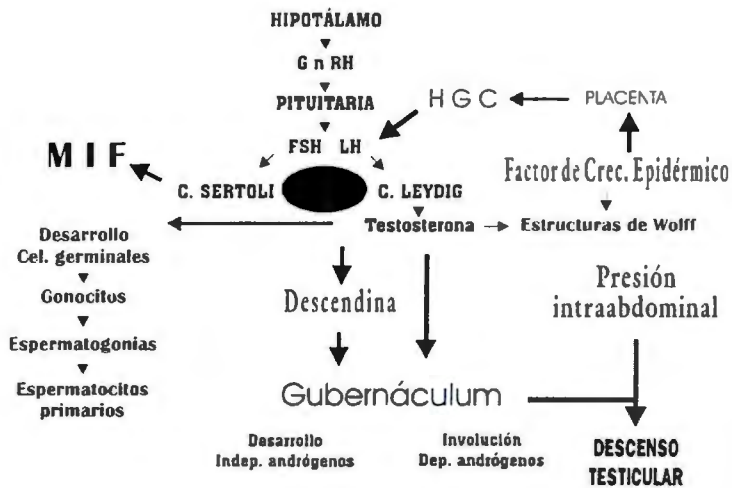 HIPOTÁLAMO
G n RH
PITUITARIA
H G C
PLACENTA
FSH LH
M I F
Factor de Crec. Epidérmico
C. SERTOLI
C. LEYDIG
Testosterona
Estructuras de Wolff
Desarrollo
Cel. germinales
Gonocitos
Espermatogonias
Espermatocitos
primarios
Descendina
Presión
intraabdominal
Gubernáculum
Desarrollo
Indep. andrógenos
Involución
Dep. andrógenos
DESCENSO
TESTICULAR